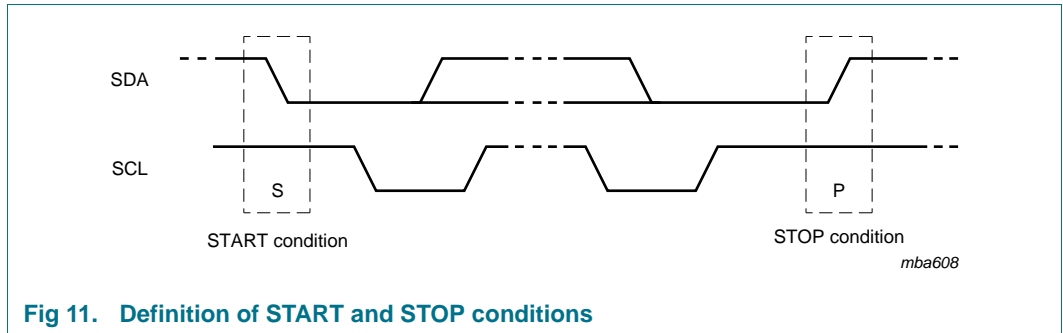 SDA
SCL
S
P
START condition
STOP condition
mba608
Fig 11. Definition of START and STOP conditions